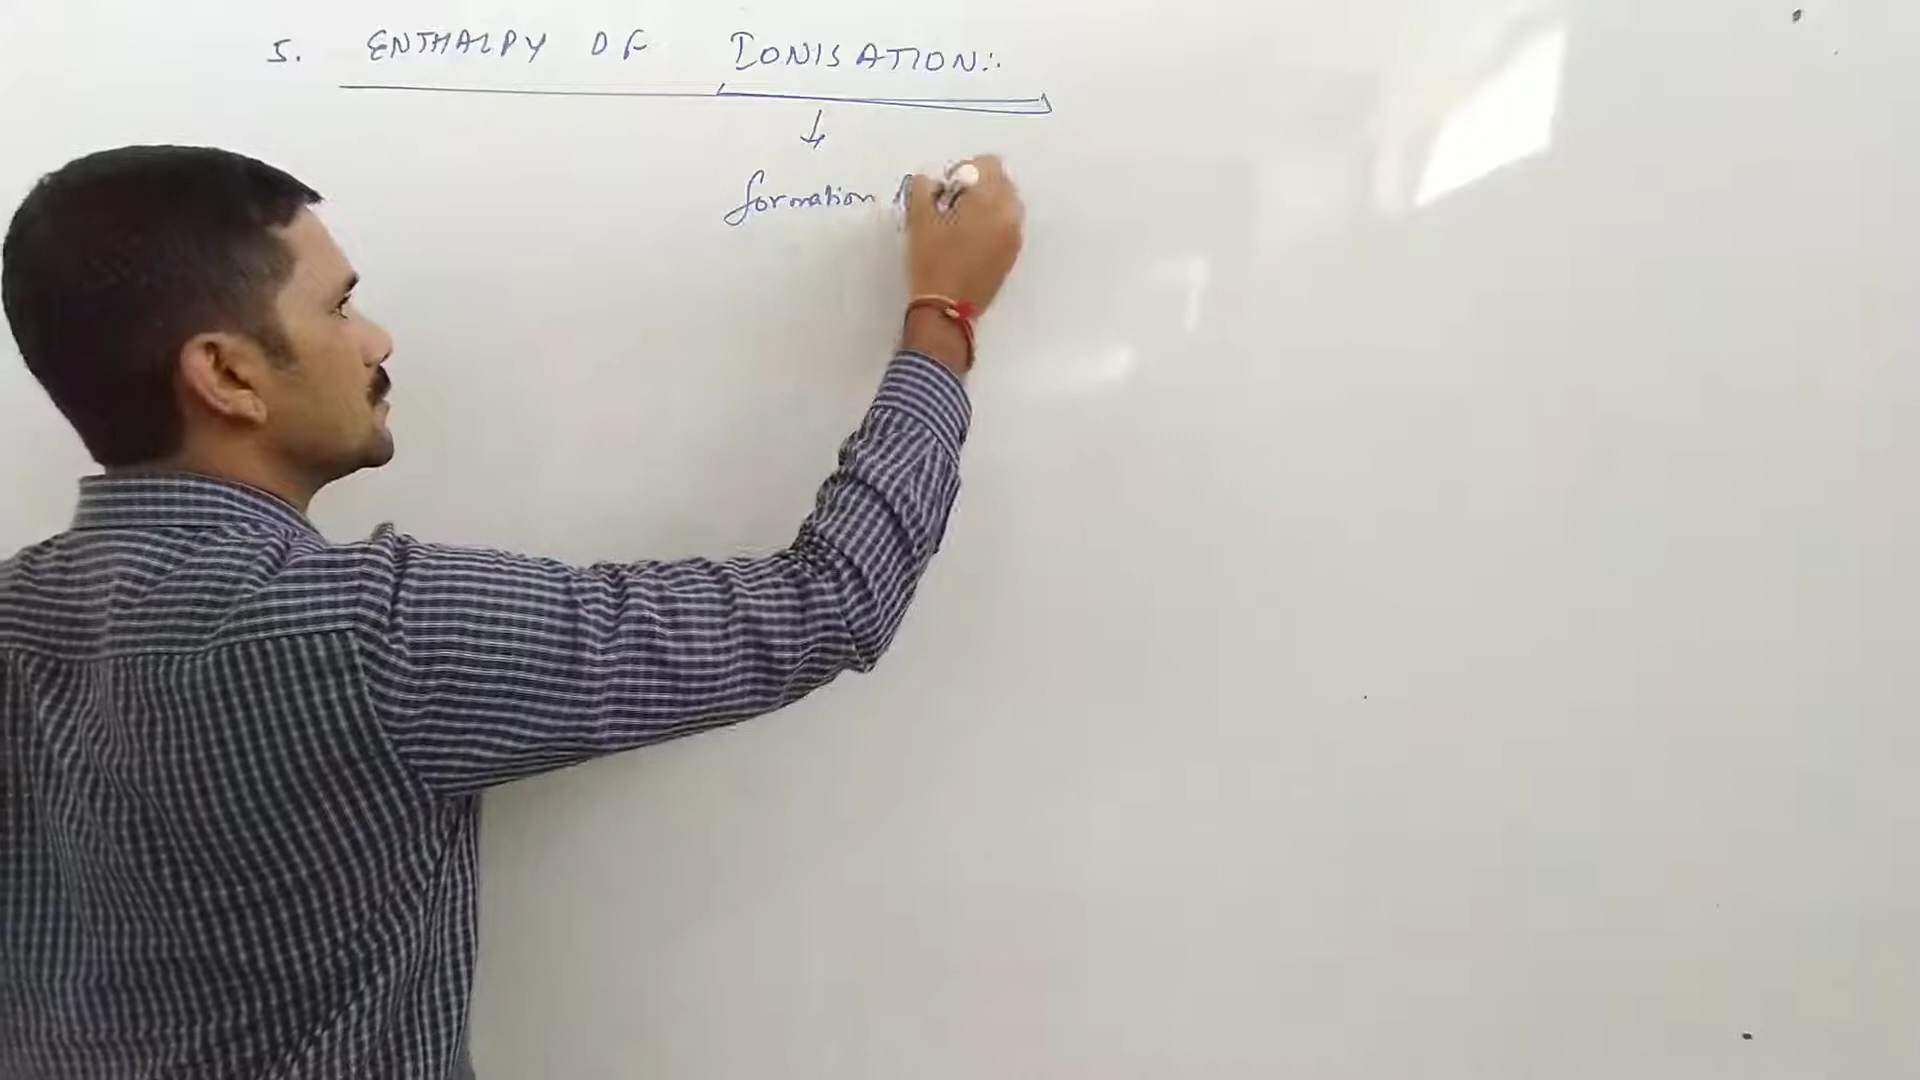 5. ENTHALPY OF IONISATION:.
↓
formation